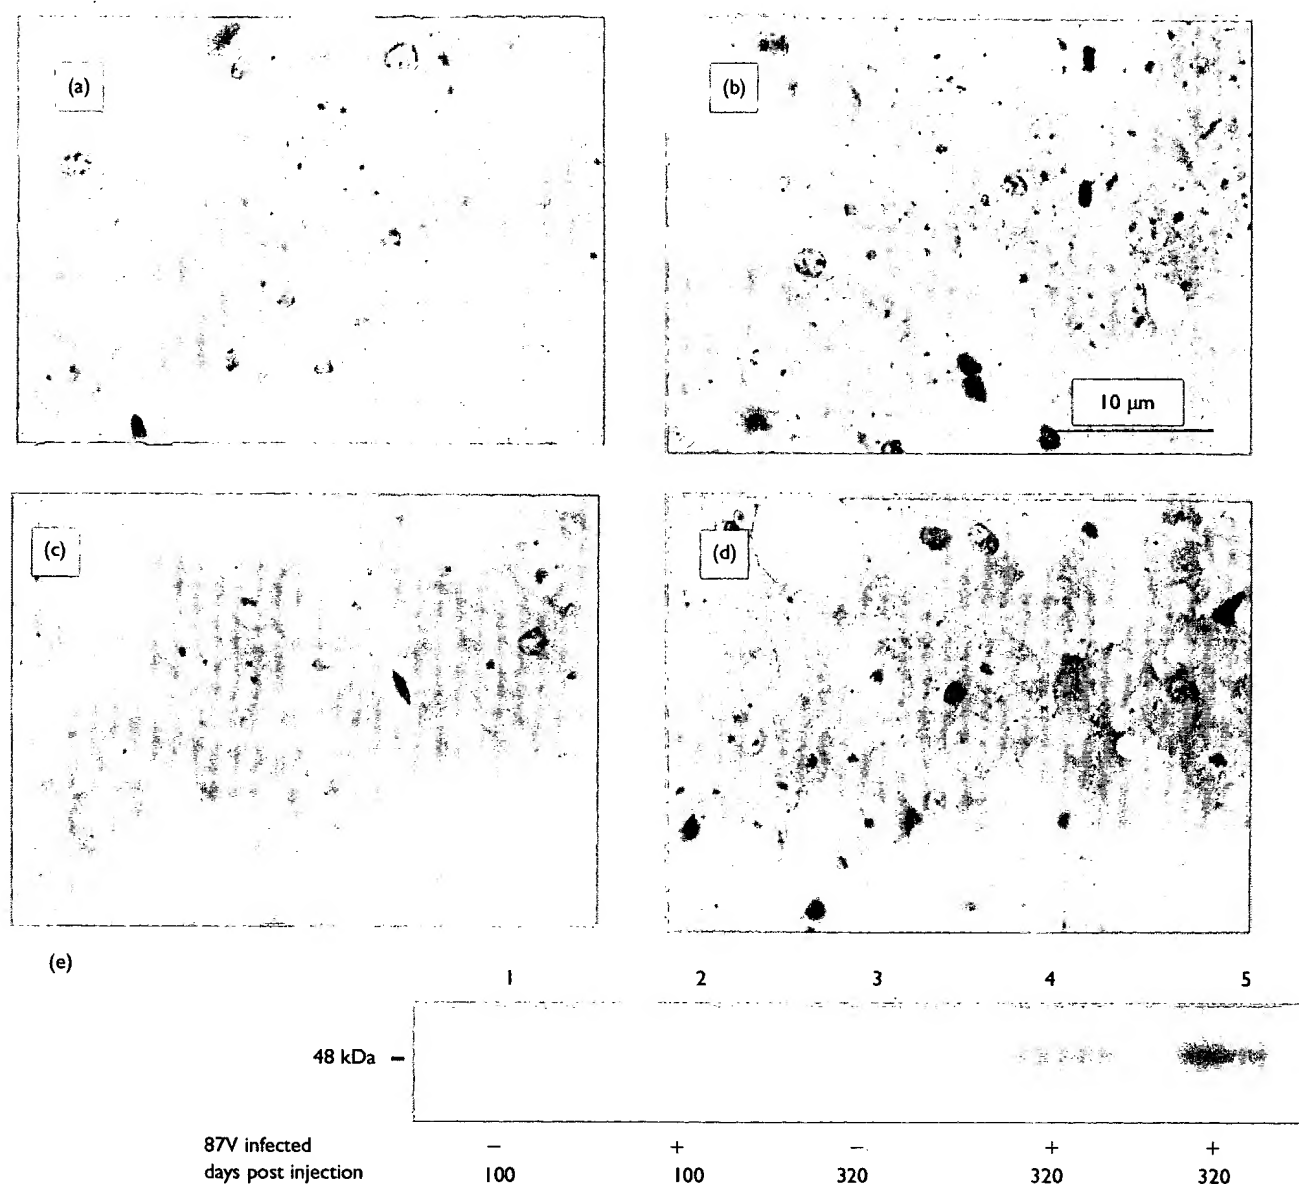 (a)
(b)
10 μm
(c)
(d)
(e)
1 2 3 4 5
48 kDa –
87V infected − + − + +
days post injection 100 100 320 320 320